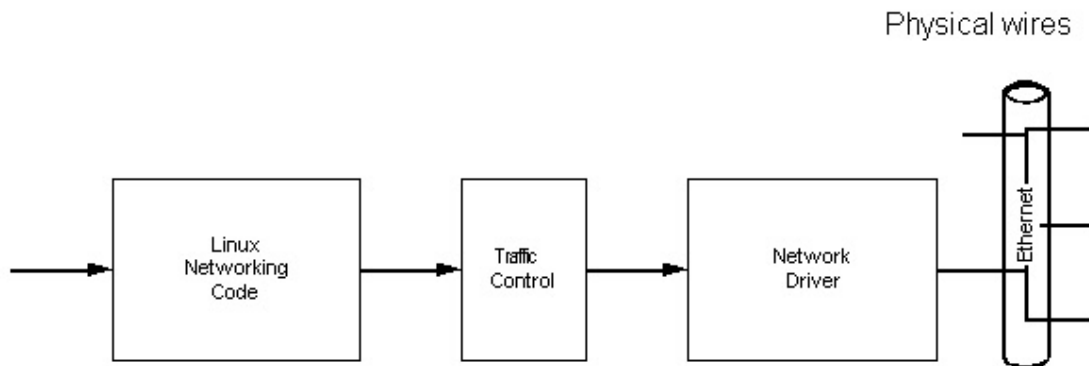 Physical wires
Linux
Networking
Code
Traffic
Control
Network
Driver
Ethernet